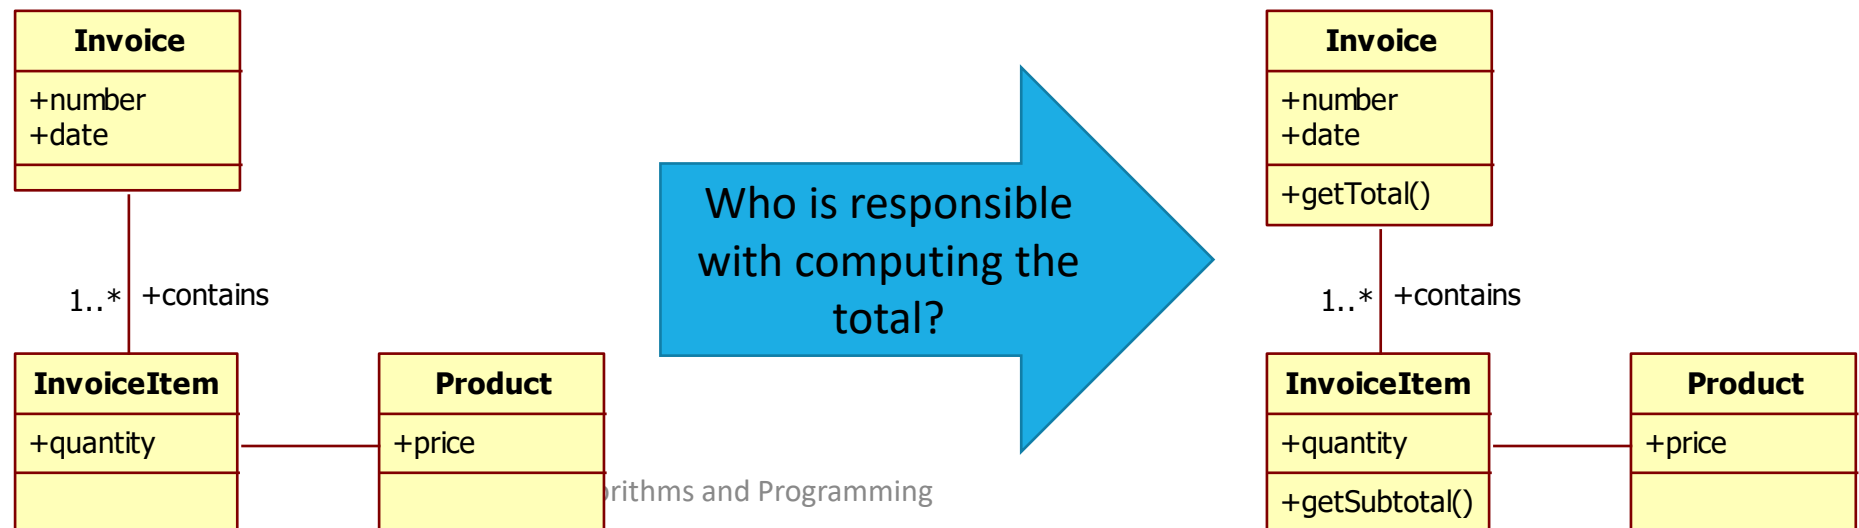 Invoice
+number
+date
1..* +contains
InvoiceItem
+quantity
Product
+price
Who is responsible
with computing the
total?
Invoice
+number
+date
+getTotal()
1..* +contains
InvoiceItem
+quantity
+getSubtotal()
Product
+price
and Programming